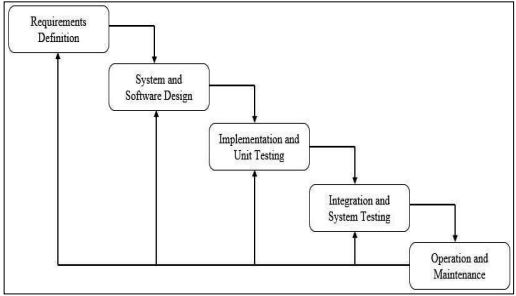 Requirements
Definition
System and
Software Design
Implementation and
Unit Testing
Integration and
System Testing
Operation and
Maintenance